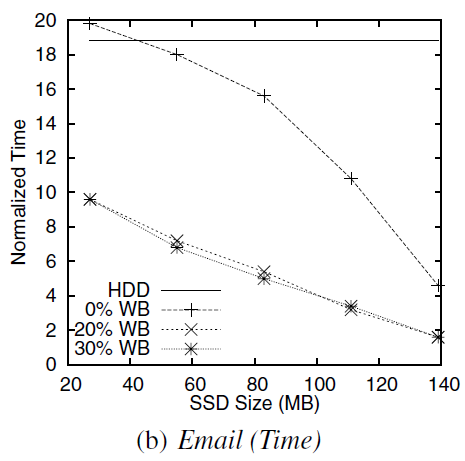 20
18
16
14
12
10
8
6
4
2
0
Normalized Time
HDD
0% WB
20% WB
30% WB
20 40 60 80 100 120 140
SSD Size (MB)
(b) Email (Time)